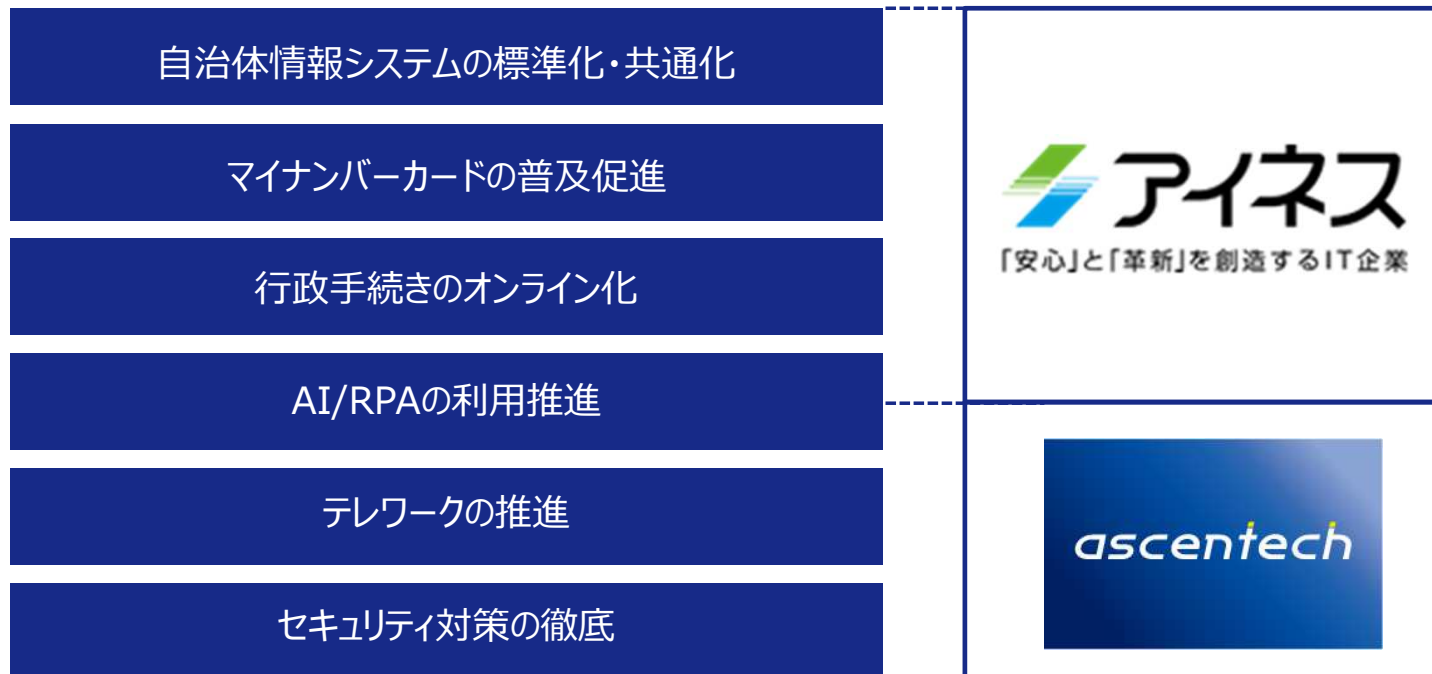 自治体情報システムの標準化・共通化
マイナンバーカードの普及促進
行政手続きのオンライン化
AI/RPAの利用推進
テレワークの推進
セキュリティ対策の徹底
アイネス
「安心」と「革新」を創造するIT企業
ascentech